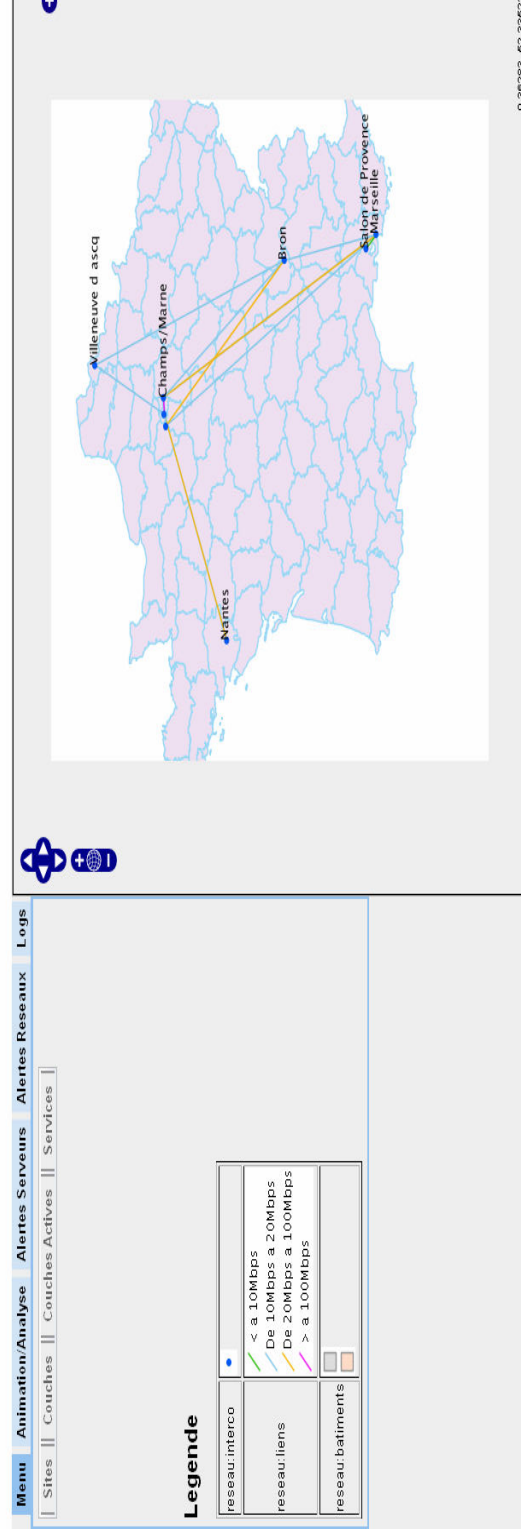 Menu Animation/Analyse Alertes Serveurs Alertes Reseaux Logs
| Sites || Couches || Couches Actives || Services |
Legende
reseau:interco
reseau:liens
< a 10Mbps
De 10Mbps a 20Mbps
De 20Mbps a 100Mbps
> a 100Mbps
reseau:batiments
Villeneuve d ascq
Champs/Marne
Nantes
Bron
Salon de Provence
Marseille